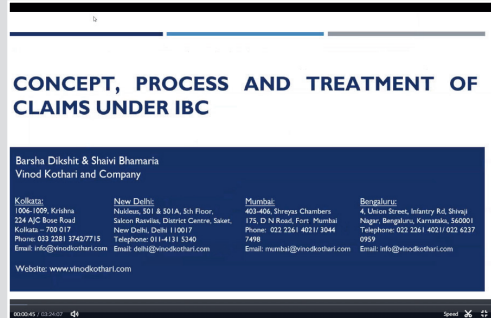 CONCEPT, PROCESS AND TREATMENT OF
CLAIMS UNDER IBC
Barsha Dikshit & Shaivi Bhamaria
Vinod Kothari and Company
Kolkata:
1006-1009, Krishna
224 AJC Bose Road
Kolkata – 700 017
Phone: 033 2281 3742/7715
Email: info@vinodkothari.com
New Delhi:
Nukleus, 501 & 501A, 5th Floor,
Salcon Rasvilas, District Centre, Saket,
New Delhi, Delhi 110017
Telephone: 011-4131 5340
Email: delhi@vinodkothari.com
Mumbai:
403-406, Shreyas Chambers
175, D N Road, Fort Mumbai
Phone: 022 2261 4021/ 3044
7498
Email: mumbai@vinodkothari.com
Bengaluru:
4, Union Street, Infantry Rd, Shivaji
Nagar, Bengaluru, Karnataka, 560001
Telephone: 022 2261 4021/ 022 6237
0959
Email: info@vinodkothari.com
Website: www.vinodkothari.com
00:00:45 / 03:24:07
Speed